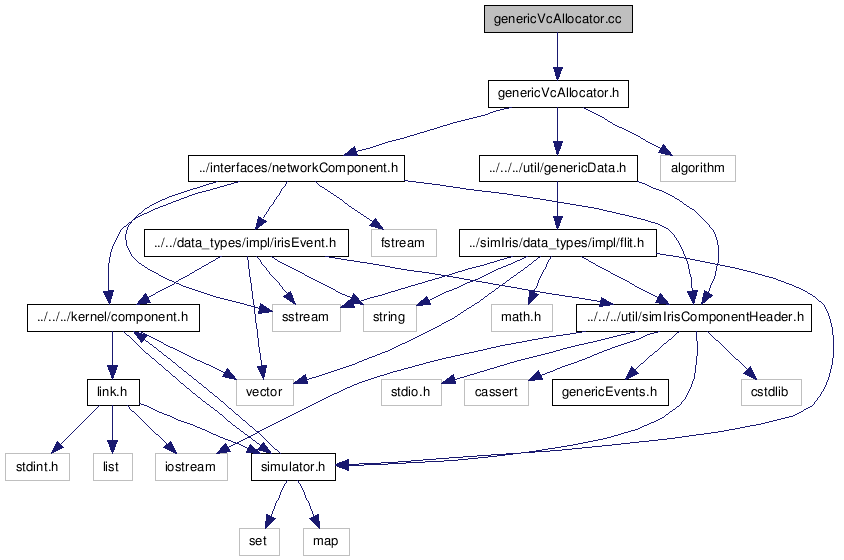 genericVcAllocator.cc
genericVcAllocator.h
../interfaces/networkComponent.h
../../../util/genericData.h
algorithm
../../data_types/impl/irisEvent.h
fstream
../simIris/data_types/impl/flit.h
../../../kernel/component.h
sstream
string
math.h
../../../util/simIrisComponentHeader.h
link.h
vector
stdio.h
cassert
genericEvents.h
cstdlib
stdint.h
list
iostream
simulator.h
set
map